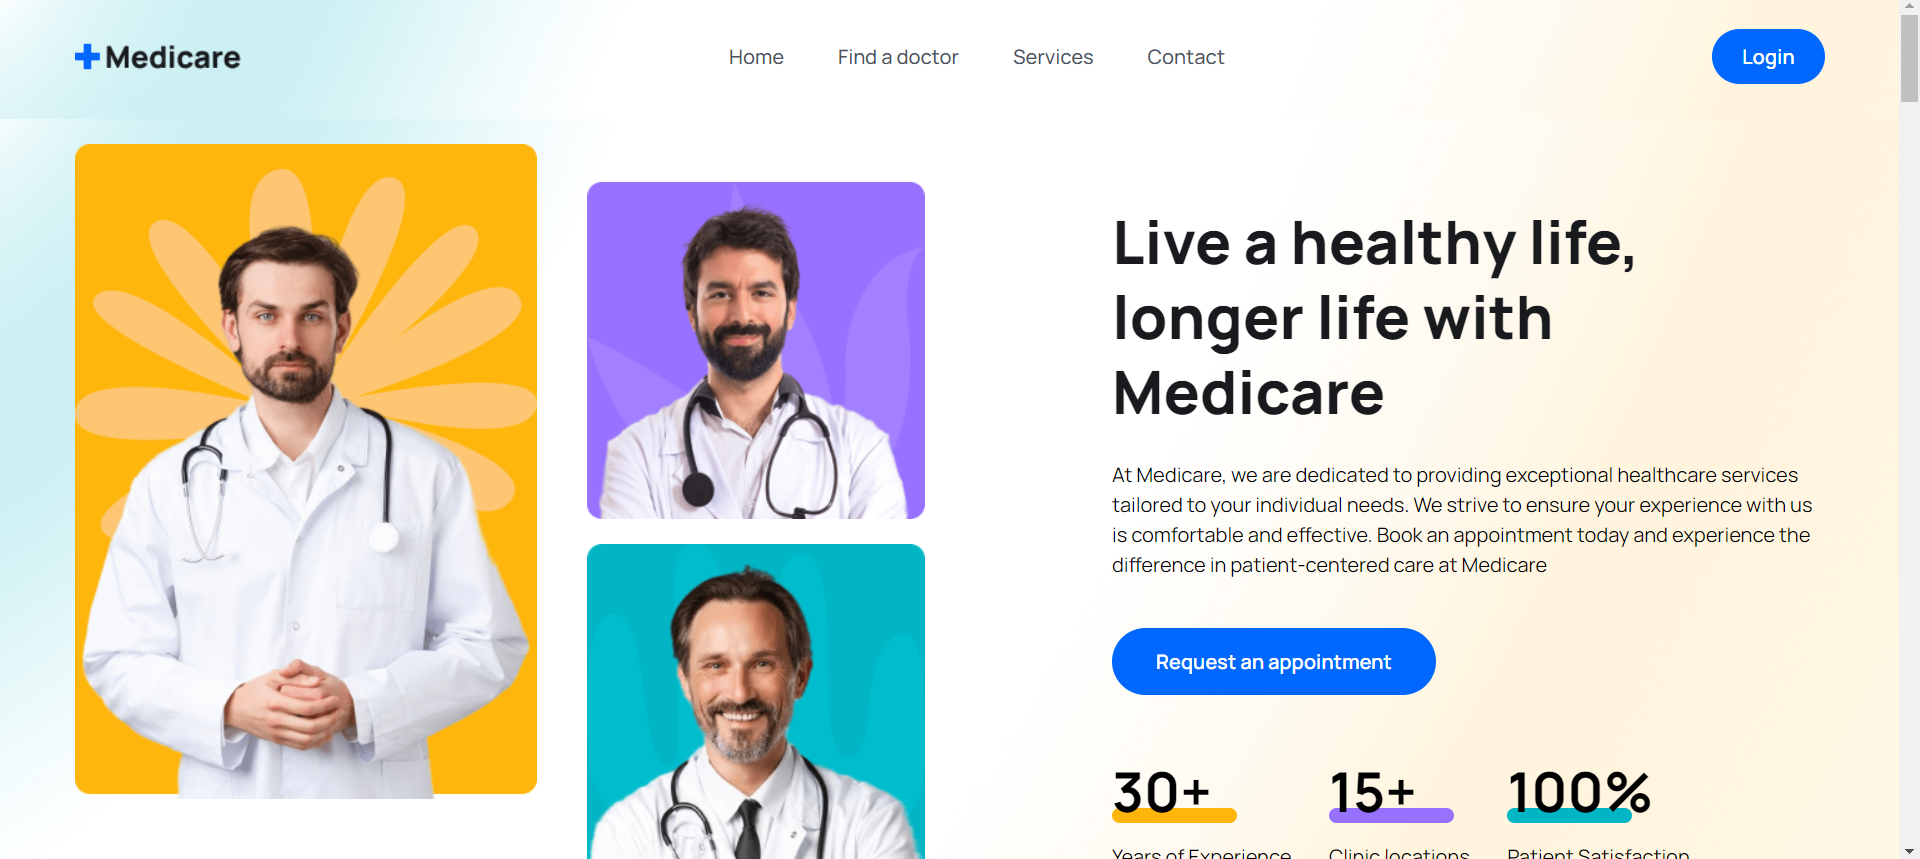 Medicare
Home
Find a doctor
Services
Contact
Login
Live a healthy life,
longer life with
Medicare
At Medicare, we are dedicated to providing exceptional healthcare services
tailored to your individual needs. We strive to ensure your experience with us
is comfortable and effective. Book an appointment today and experience the
difference in patient-centered care at Medicare
Request an appointment
30+
15+
100%
Years of Experience
Clinic locations
Patient Satisfaction